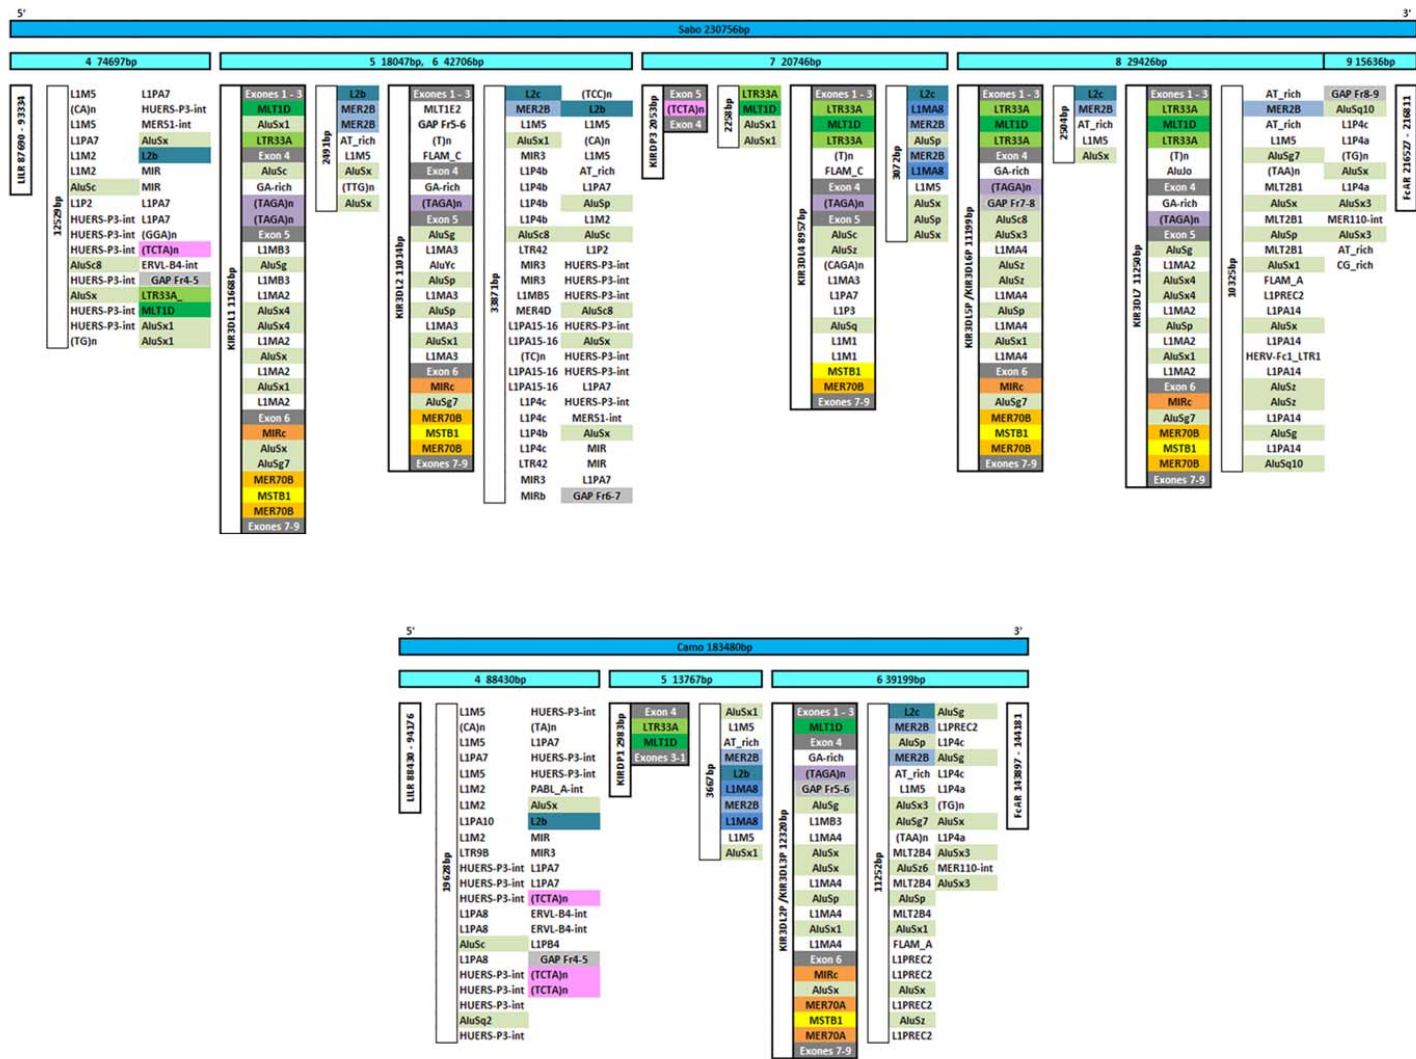 5'
3'
Sabo 230756bp
4 74697bp
5 18047bp, 6 42706bp
7 20746bp
8 29426bp
9 15636bp
LILR 87690 - 93334
12529bp
L1M5
(CA)n
L1M5
L1PA7
L1M2
L1M2
AluSc
L1P2
HUERS-P3-int
HUERS-P3-int
HUERS-P3-int
AluSc8
HUERS-P3-int
AluSx
HUERS-P3-int
HUERS-P3-int
(TG)n
L1PA7
HUERS-P3-int
MER51-int
AluSx
L2b
MIR
MIR
L1PA7
L1PA7
(GGA)n
(TCTA)n
ERVL-B4-int
GAP Fr4-5
LTR33A_
MLT1D
AluSx1
AluSx1
KIR3DL1 11668bp
Exones 1 - 3
MLT1D
AluSx1
LTR33A
Exon 4
AluSc
GA-rich
(TAGA)n
(TAGA)n
Exon 5
L1MB3
AluSg
L1MB3
L1MA2
AluSx4
AluSx4
L1MA2
AluSx
L1MA2
AluSx1
L1MA2
Exon 6
MIRc
AluSx
AluSg7
MER70B
MSTB1
MER70B
Exones 7-9
2491bp
L2b
MER2B
MER2B
AT_rich
L1M5
AluSx
(TTG)n
AluSx
KIR3DL2 11014bp
Exones 1 - 3
MLT1E2
GAP Fr5-6
(T)n
FLAM_C
Exon 4
GA-rich
(TAGA)n
Exon 5
AluSg
L1MA3
AluYc
AluSp
L1MA3
AluSp
L1MA3
AluSx1
L1MA3
Exon 6
MIRc
AluSg7
MER70B
MSTB1
MER70B
Exones 7-9
33871bp
L2c
MER2B
L1M5
AluSx1
MIR3
L1P4b
L1P4b
L1P4b
L1P4b
AluSc8
LTR42
MIR3
MIR3
L1MB5
MER4D
L1PA15-16
L1PA15-16
(TC)n
L1PA15-16
L1PA15-16
L1P4c
L1P4c
L1P4b
L1P4c
LTR42
MIR3
MIRb
(TCC)n
L2b
L1M5
(CA)n
L1M5
AT_rich
L1PA7
AluSp
L1M2
AluSc
L1P2
HUERS-P3-int
HUERS-P3-int
HUERS-P3-int
AluSc8
HUERS-P3-int
AluSx
HUERS-P3-int
HUERS-P3-int
L1PA7
HUERS-P3-int
MER51-int
AluSx
MIR
MIR
L1PA7
GAP Fr6-7
KIRDP3 2053bp
Exon 5
(TCTA)n
Exon 4
2258bp
LTR33A
MLT1D
AluSx1
AluSx1
KIR3DL4 8957bp
Exones 1 - 3
LTR33A
MLT1D
LTR33A
(T)n
FLAM_C
Exon 4
(TAGA)n
Exon 5
AluSc
AluSz
(CAGA)n
L1MA3
L1PA7
L1P3
AluSq
L1M1
L1M1
MSTB1
MER70B
Exones 7-9
3072bp
L2c
L1MA8
MER2B
AluSp
MER2B
L1MA8
L1M5
AluSx
AluSp
AluSx
KIR3DL5P /KIR3DL6P 11199bp
Exones 1 - 3
LTR33A
MLT1D
LTR33A
Exon 4
GA-rich
(TAGA)n
GAP Fr7-8
AluSc8
AluSx3
L1MA4
AluSz
AluSz
L1MA4
AluSp
L1MA4
AluSx1
L1MA4
Exon 6
MIRc
AluSg7
MER70B
MSTB1
MER70B
Exones 7-9
2504bp
L2c
MER2B
AT_rich
L1M5
AluSx
KIR3DL7 11250bp
Exones 1 - 3
LTR33A
MLT1D
LTR33A
(T)n
AluJo
Exon 4
GA-rich
(TAGA)n
Exon 5
AluSg
L1MA2
AluSx4
AluSx4
L1MA2
AluSp
L1MA2
AluSx1
L1MA2
Exon 6
MIRc
AluSg7
MER70B
MSTB1
MER70B
Exones 7-9
10325bp
AT_rich
MER2B
AT_rich
L1M5
AluSg7
(TAA)n
MLT2B1
AluSx
MLT2B1
AluSp
MLT2B1
AluSx1
FLAM_A
L1PREC2
L1PA14
AluSx
L1PA14
HERV-Fc1_LTR1
L1PA14
AluSz
AluSz
L1PA14
AluSg
L1PA14
AluSq10
GAP Fr8-9
AluSq10
L1P4c
L1P4a
(TG)n
AluSx
L1P4a
AluSx3
MER110-int
AluSx3
AT_rich
CG_rich
FcAR 216527 - 216811
5'
3'
Camo 183480bp
4 88430bp
5 13767bp
6 39199bp
LILR 88430 - 94176
19628bp
L1M5
(CA)n
L1M5
L1PA7
L1M5
L1M2
L1M2
L1PA10
L1M2
LTR9B
HUERS-P3-int
HUERS-P3-int
HUERS-P3-int
L1PA8
L1PA8
AluSc
L1PA8
HUERS-P3-int
HUERS-P3-int
HUERS-P3-int
AluSq2
HUERS-P3-int
HUERS-P3-int
(TA)n
L1PA7
HUERS-P3-int
HUERS-P3-int
PABL_A-int
AluSx
L2b
MIR
MIR3
L1PA7
L1PA7
(TCTA)n
ERVL-B4-int
ERVL-B4-int
L1PB4
GAP Fr4-5
(TCTA)n
(TCTA)n
KIRDP1 2983bp
Exon 4
LTR33A
MLT1D
Exones 3-1
3667bp
AluSx1
L1M5
AT_rich
MER2B
L2b
L1MA8
MER2B
L1MA8
L1M5
AluSx1
KIR3DL2P /KIR3DL3P 12320bp
Exones 1 - 3
MLT1D
Exon 4
GA-rich
(TAGA)n
GAP Fr5-6
AluSg
L1MB3
L1MA4
AluSx
AluSx
L1MA4
AluSp
L1MA4
AluSx1
L1MA4
Exon 6
MIRc
AluSx
MER70A
MSTB1
MER70A
Exones 7-9
11252bp
L2c
MER2B
AluSp
MER2B
AT_rich
L1M5
AluSx3
AluSg7
(TAA)n
MLT2B4
AluSz6
MLT2B4
AluSp
MLT2B4
AluSx1
FLAM_A
L1PREC2
L1PREC2
AluSx
L1PREC2
AluSz
L1PREC2
AluSg
L1PREC2
L1P4c
AluSg
L1P4c
L1P4a
(TG)n
AluSx
L1P4a
AluSx3
MER110-int
AluSx3
FcAR 143897 - 144181